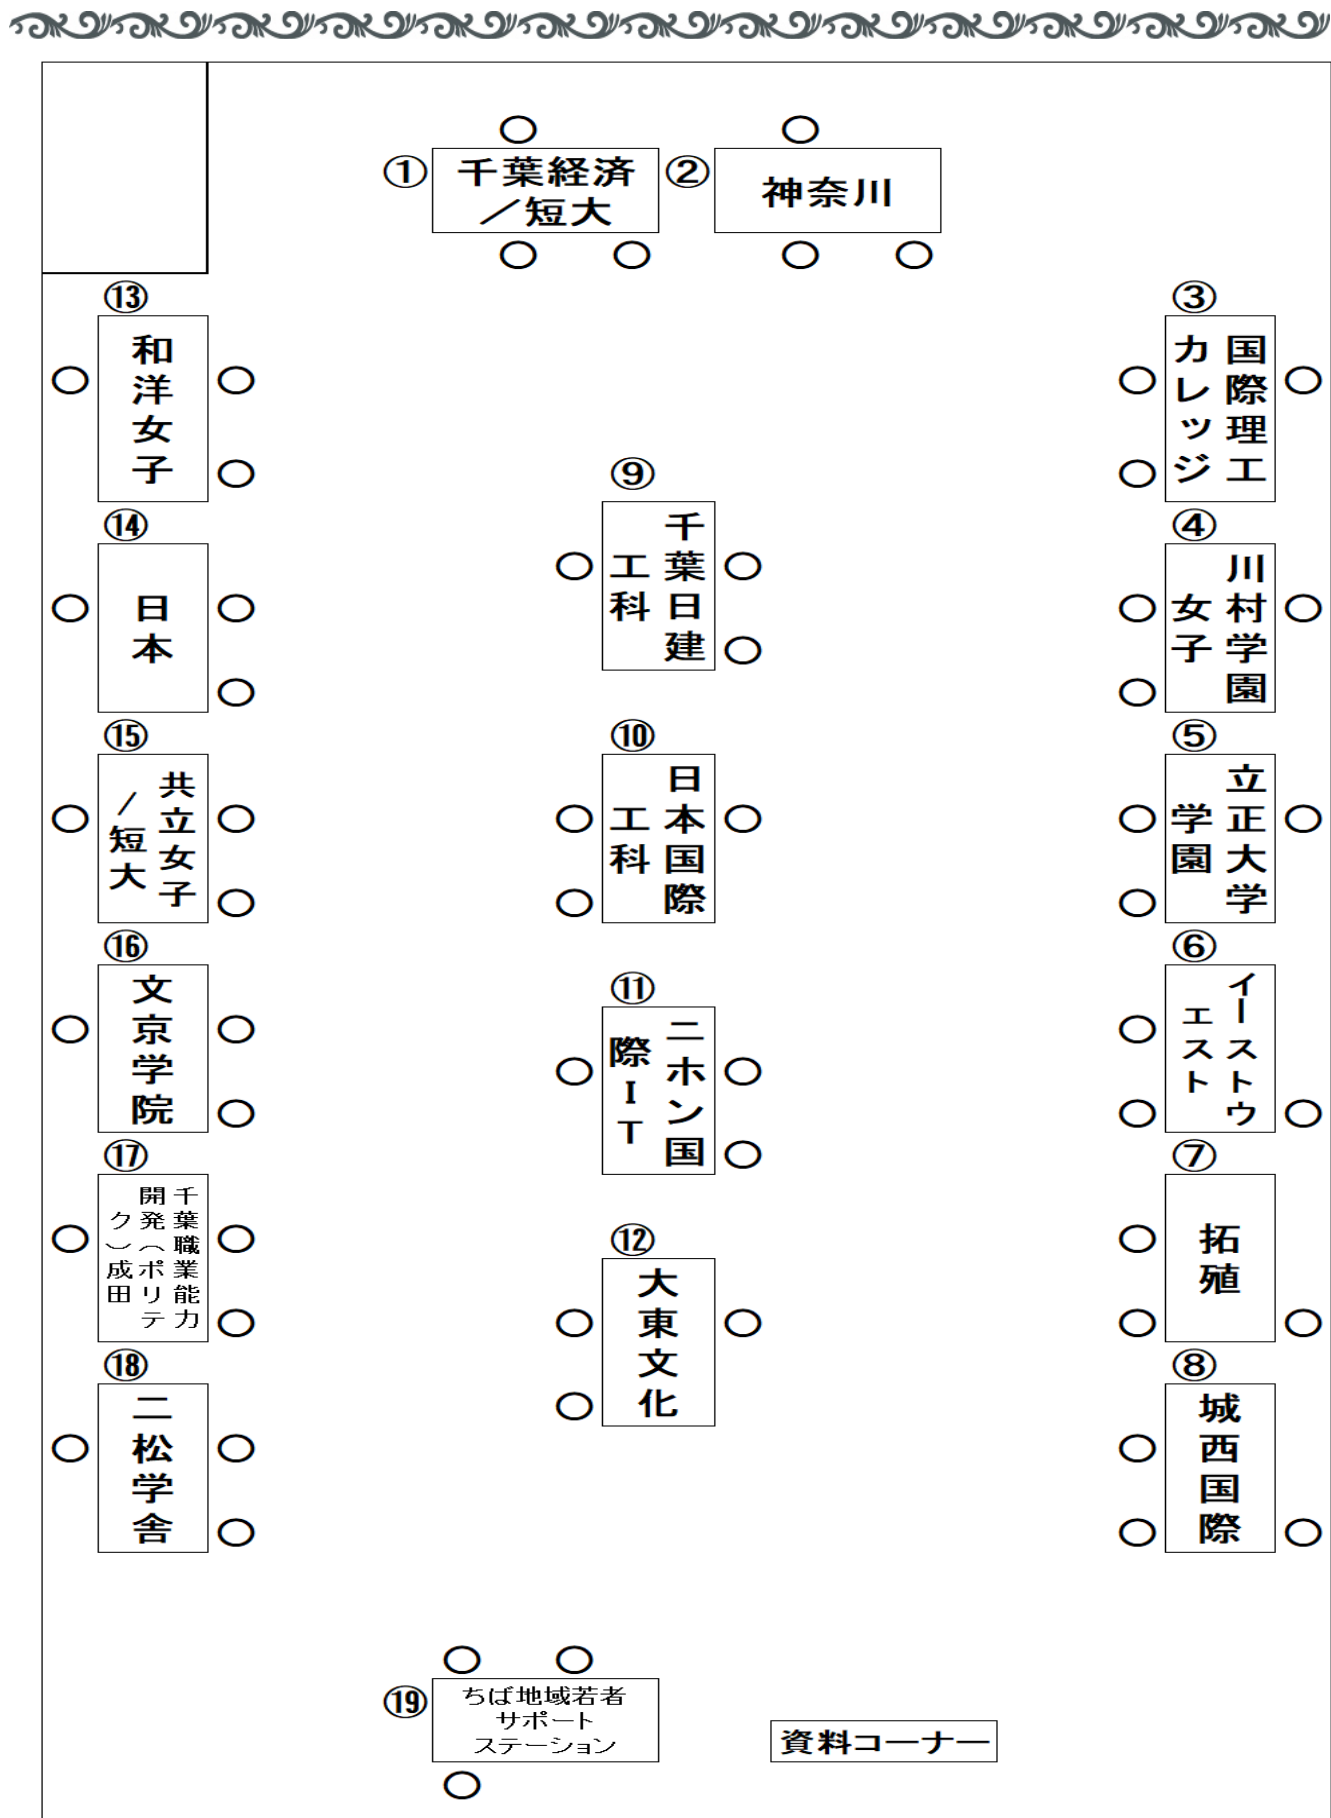 ①
千葉経済
／短大
②
神奈川
③
国際理工
カレッジ
④
川村学園
女子
⑤
立正大学
学園
⑥
イーストウ
エスト
⑦
拓殖
⑧
城西国際
⑨
千葉日建
工科
⑩
日本国際
工科
⑪
ニホン国
際IT
⑫
大東文化
⑬
和洋女子
⑭
日本
⑮
共立女子
/短大
⑯
文京学院
⑰
千葉職業能力
開発（ポリテ
ク）成田
⑱
二松学舎
⑲
ちば地域若者
サポート
ステーション
資料コーナー